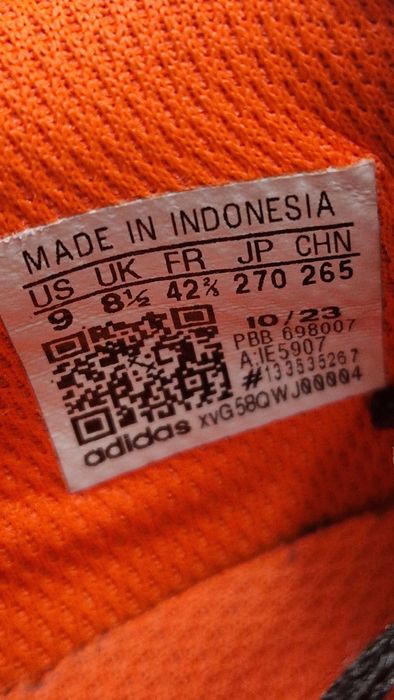 MADE IN INDONESIA
US UK FR JP CHN
9 8½ 42⅔ 270 265
10/23
PBB 698007
A:IE5907
#133535267
adidas xvG58QWJ00004